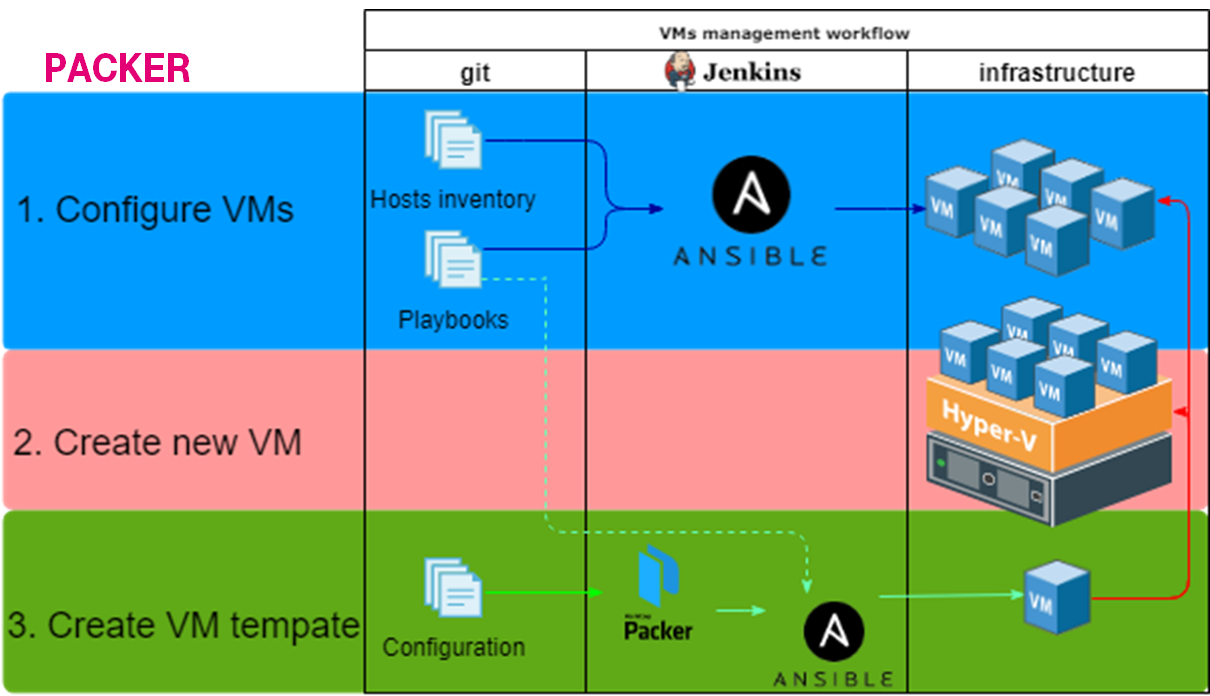 VMs management workflow
PACKER
git
Jenkins
infrastructure
1. Configure VMs
Hosts inventory
Playbooks
ANSIBLE
VM
VM
VM
VM
VM
VM
2. Create new VM
VM
VM
VM
VM
VM
VM
Hyper-V
3. Create VM tempate
Configuration
Packer
ANSIBLE
VM